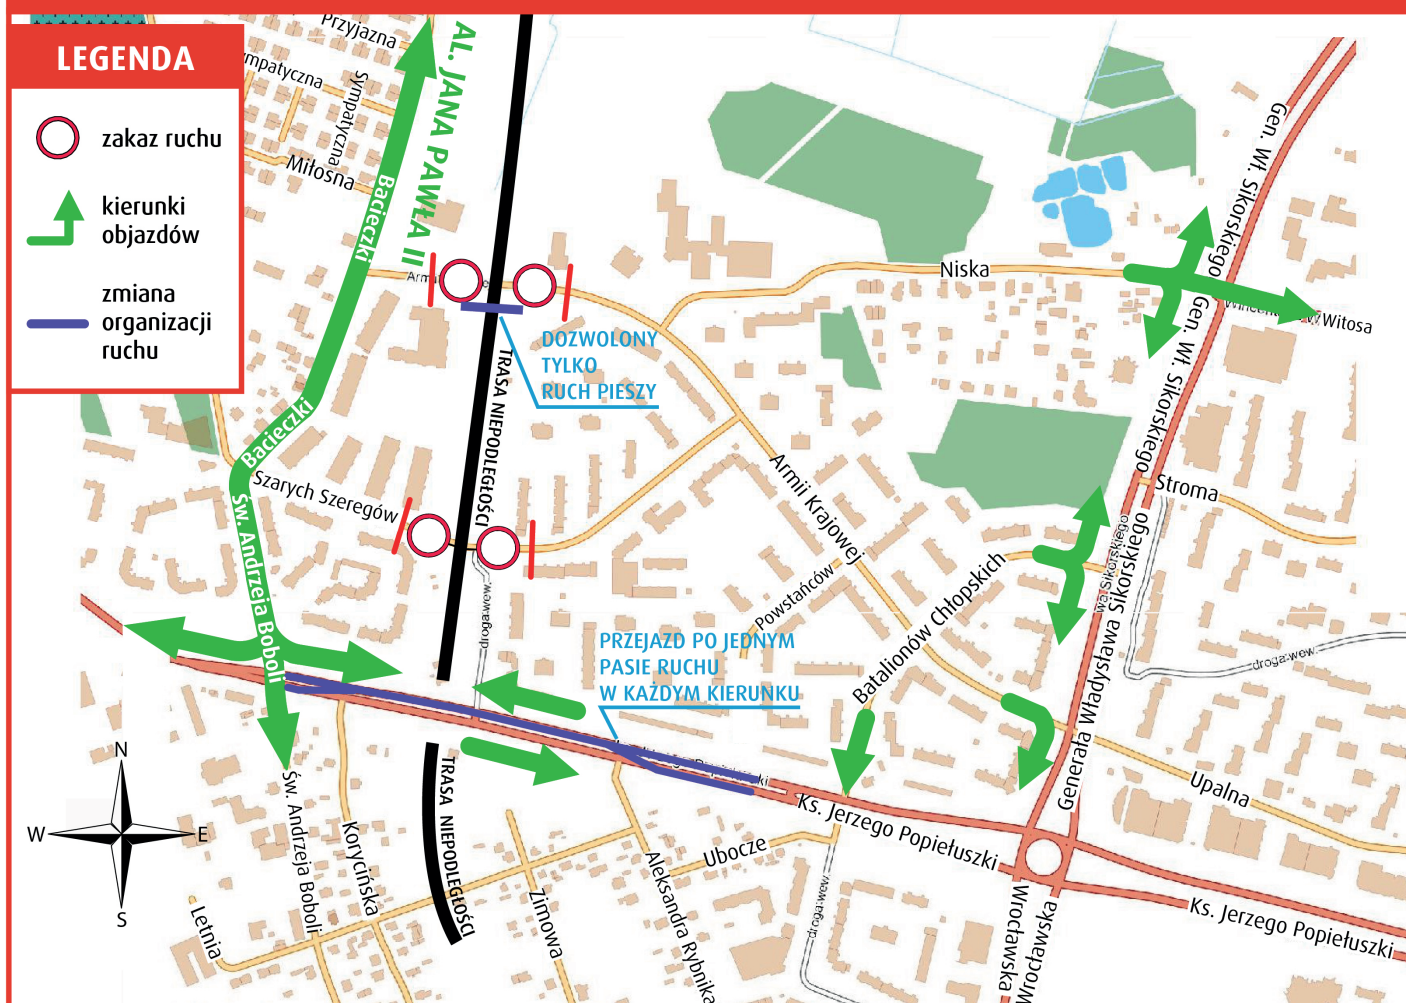 LEGENDA
zakaz ruchu
kierunki
objazdów
zmiana
organizacji
ruchu
Przyjazna
Sympatyczna
Miłosna
Bacieczki
AL. JANA PAWŁA II
Niska
Gen. Wł. Sikorskiego
Gen. Wł. Sikorskiego
Witosa
DOZWOLONY
TYLKO
RUCH PIESZY
TRASA NIEPODLEGŁOŚCI
Bacieczki
Szarych Szeregów
Św. Andrzeja Boboli
Armii Krajowej
Stroma
Powstańców
Batalionów Chłopskich
wa Sikorskiego
Generała Władysława Sikorskiego
droga wew.
droga wew.
PRZEJAZD PO JEDNYM
PASIE RUCHU
W KAŻDYM KIERUNKU
N
W
E
S
TRASA NIEPODLEGŁOŚCI
Św. Andrzeja Boboli
Korycińska
Letnia
Zimowa
Aleksandra Rybnika
Ubocze
droga wew.
Ks. Jerzego Popiełuszki
Upalna
Wrocławska
Wrocławska
Ks. Jerzego Popiełuszki